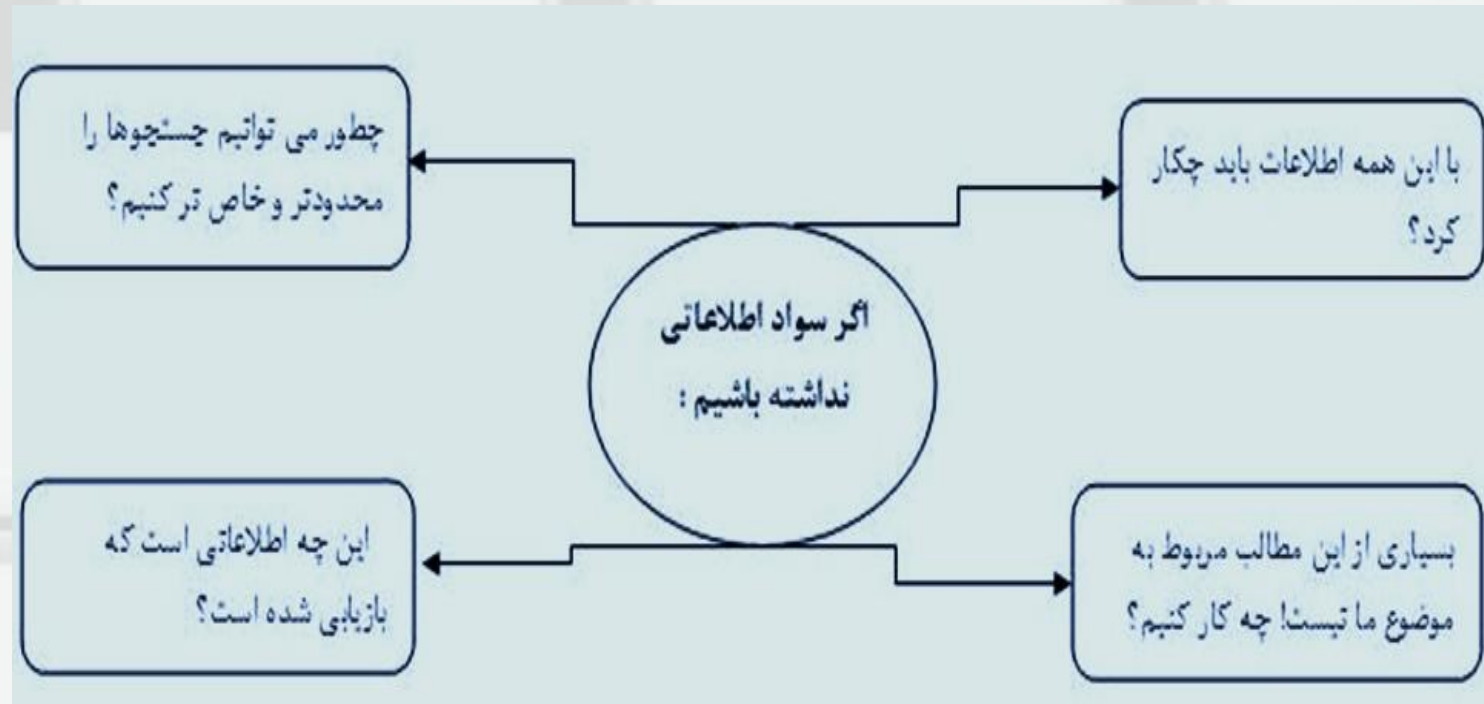 اگر سواد اطلاعاتی
نداشته باشیم :
با این همه اطلاعات باید چکار
کرد؟
چطور می توانیم جستجوها را
محدودتر و خاص تر کنیم؟
بسیاری از این مطالب مربوط به
موضوع ما نیست! چه کار کنیم؟
این چه اطلاعاتی است که
بازیابی شده است؟